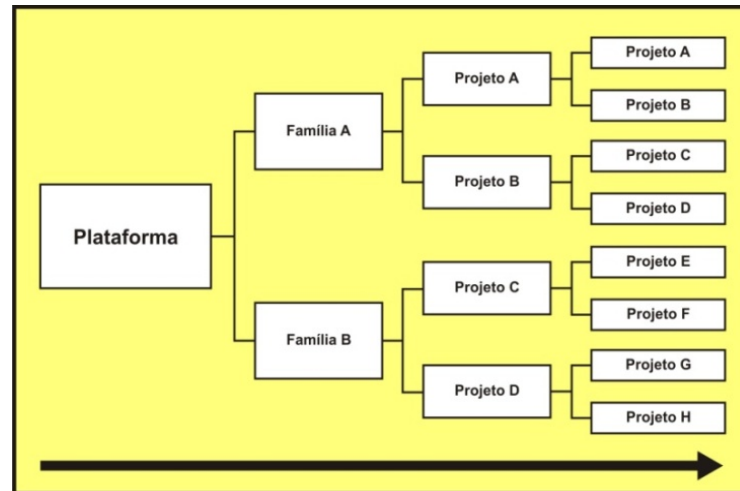 Plataforma
Família A
Família B
Projeto A
Projeto B
Projeto C
Projeto D
Projeto A
Projeto B
Projeto C
Projeto D
Projeto E
Projeto F
Projeto G
Projeto H